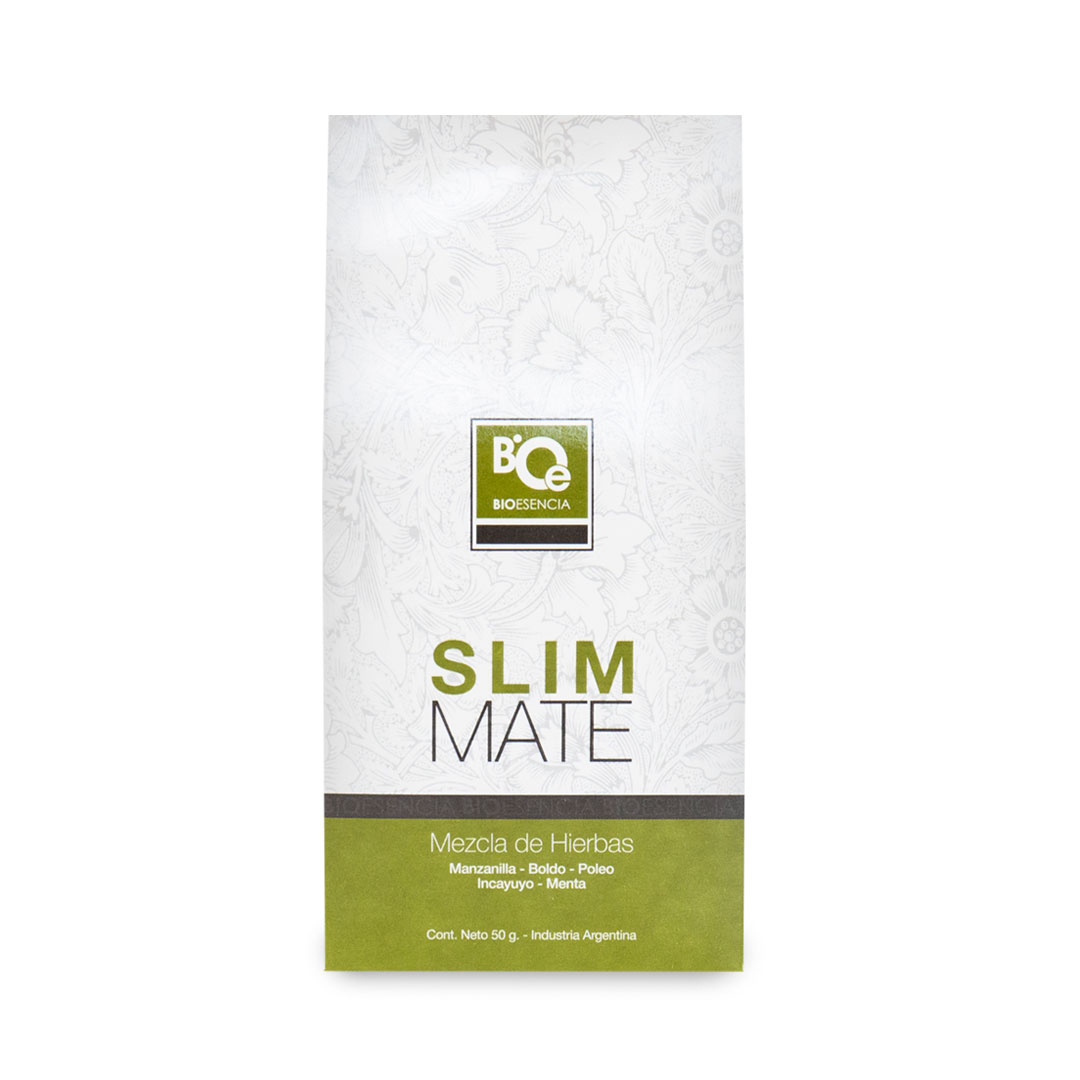 BiOe
BIOESENCIA
SLIM
MATE
BIOESENCIA BIOESENCIA BIOESENCIA
Mezcla de Hierbas
Manzanilla - Boldo - Poleo
Incayuyo - Menta
Cont. Neto 50 g. - Industria Argentina